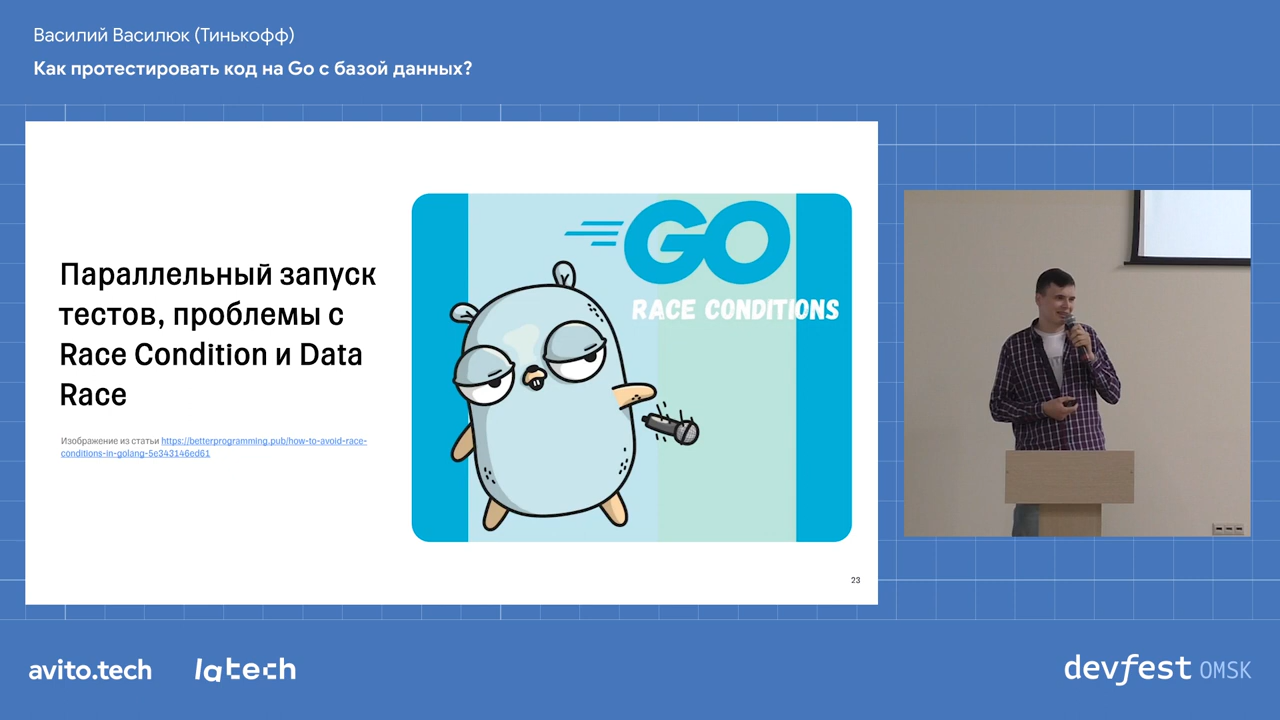 Василий Василюк (Тинькофф)
Как протестировать код на Go с базой данных?
Параллельный запуск
тестов, проблемы с
Race Condition и Data
Race
Изображение из статьи https://betterprogramming.pub/how-to-avoid-race-
conditions-in-golang-5e343146ed61
GO
RACE CONDITIONS
23
avito.tech
latech
devfest OMSK